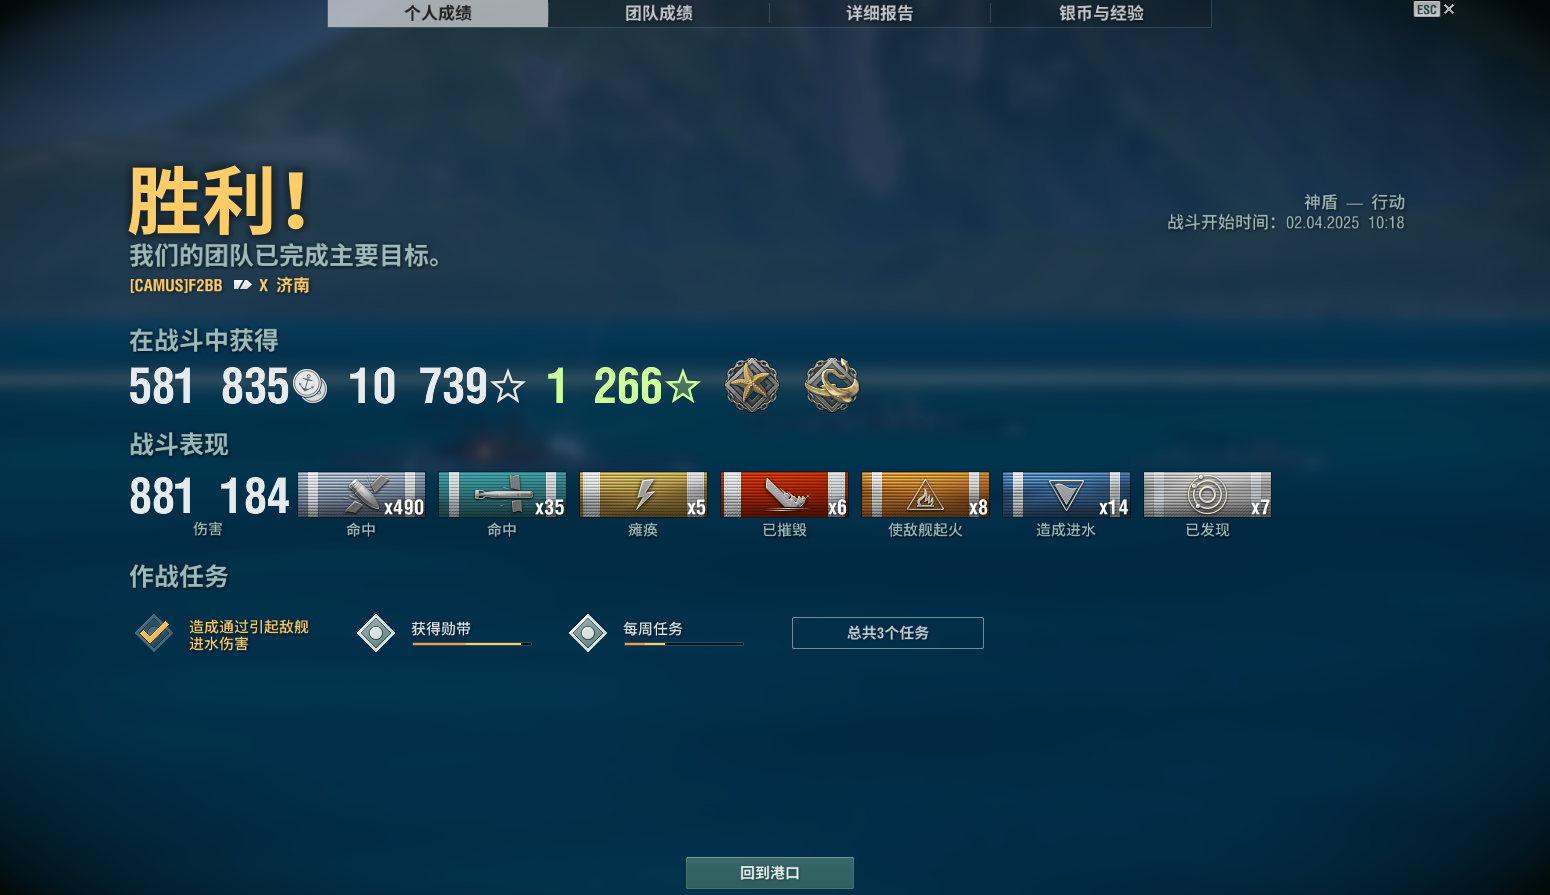 个人成绩
团队成绩
详细报告
银币与经验
ESC
胜利！
我们的团队已完成主要目标。
[CAMUS]F2BB X 济南
神盾 — 行动
战斗开始时间：02.04.2025 10:18
在战斗中获得
581 835 10 739 1 266
战斗表现
881 184
x490
x35
x5
x6
x8
x14
x7
伤害
命中
命中
瘫痪
已摧毁
使敌舰起火
造成进水
已发现
作战任务
造成通过引起敌舰
进水伤害
获得勋带
每周任务
总共3个任务
回到港口